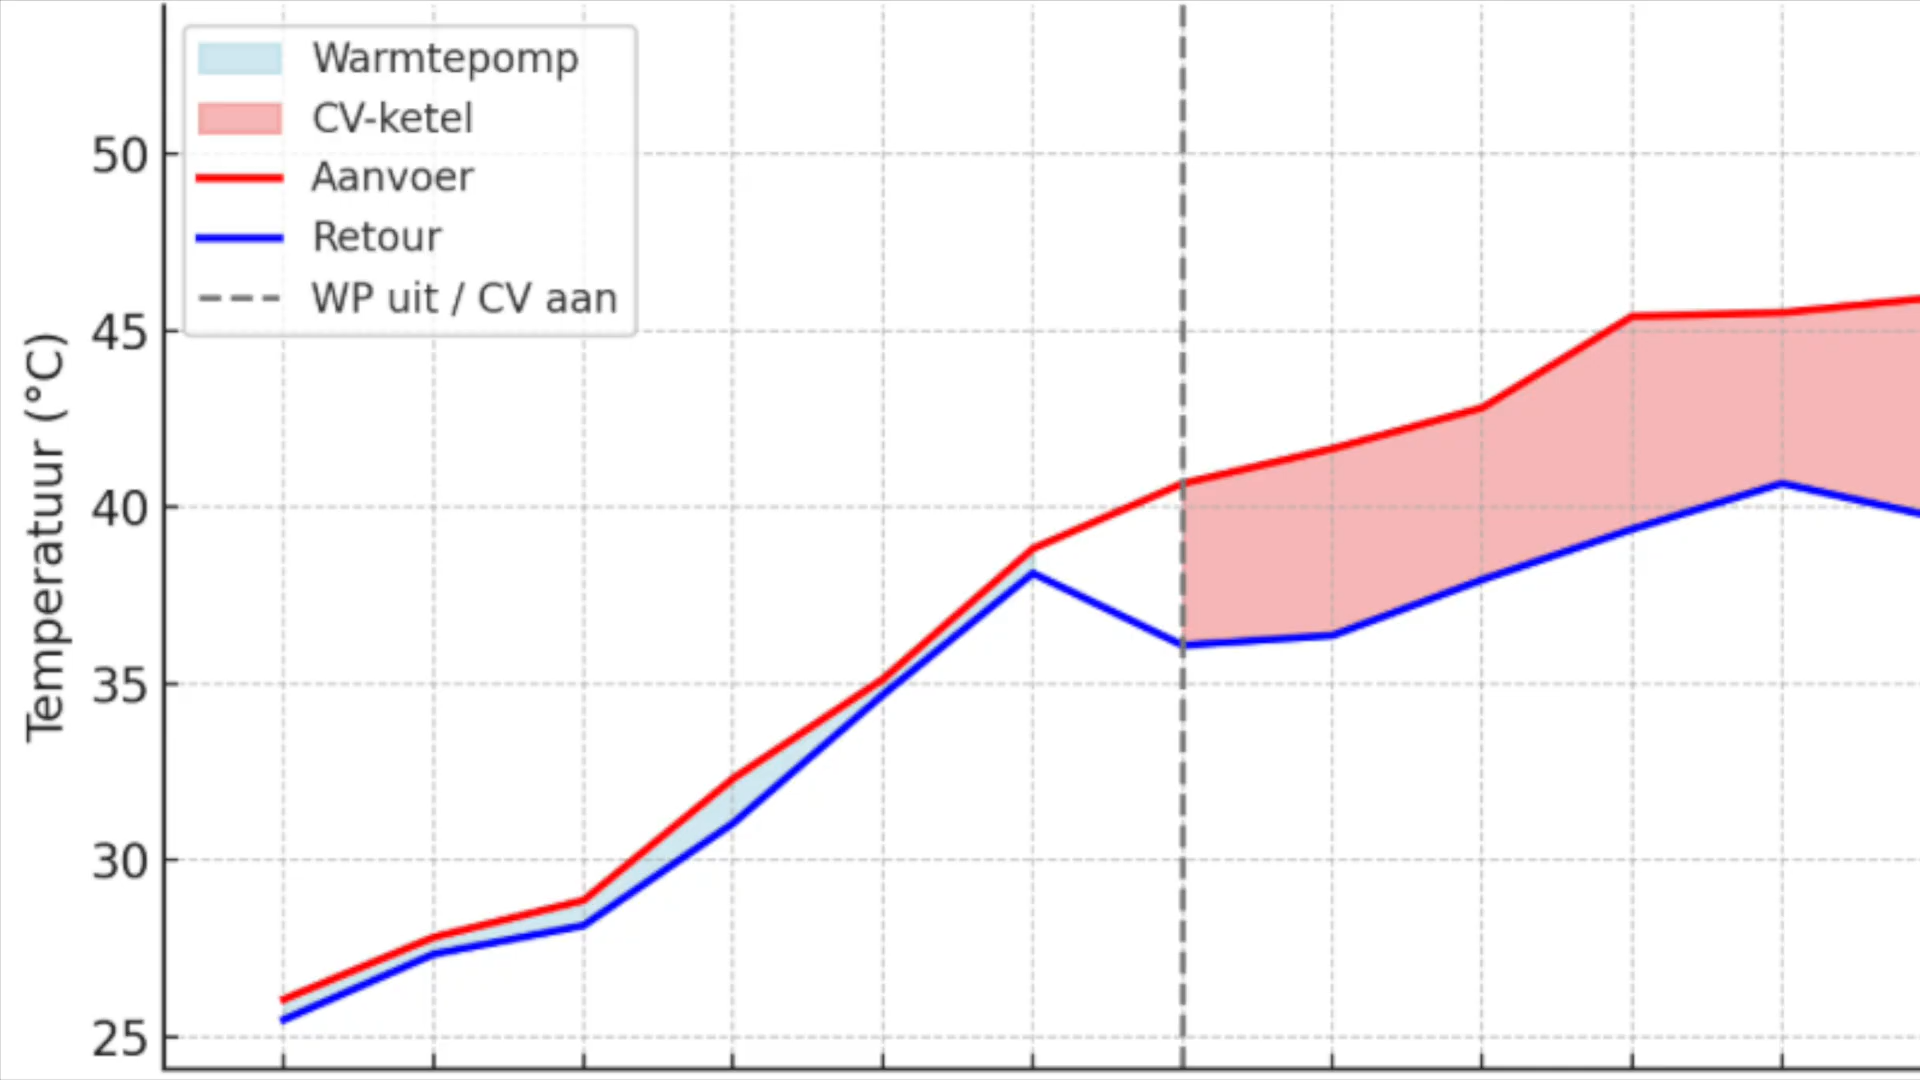 Warmtepomp
CV-ketel
Aanvoer
Retour
WP uit / CV aan
Temperatuur (°C)
50
45
40
35
30
25